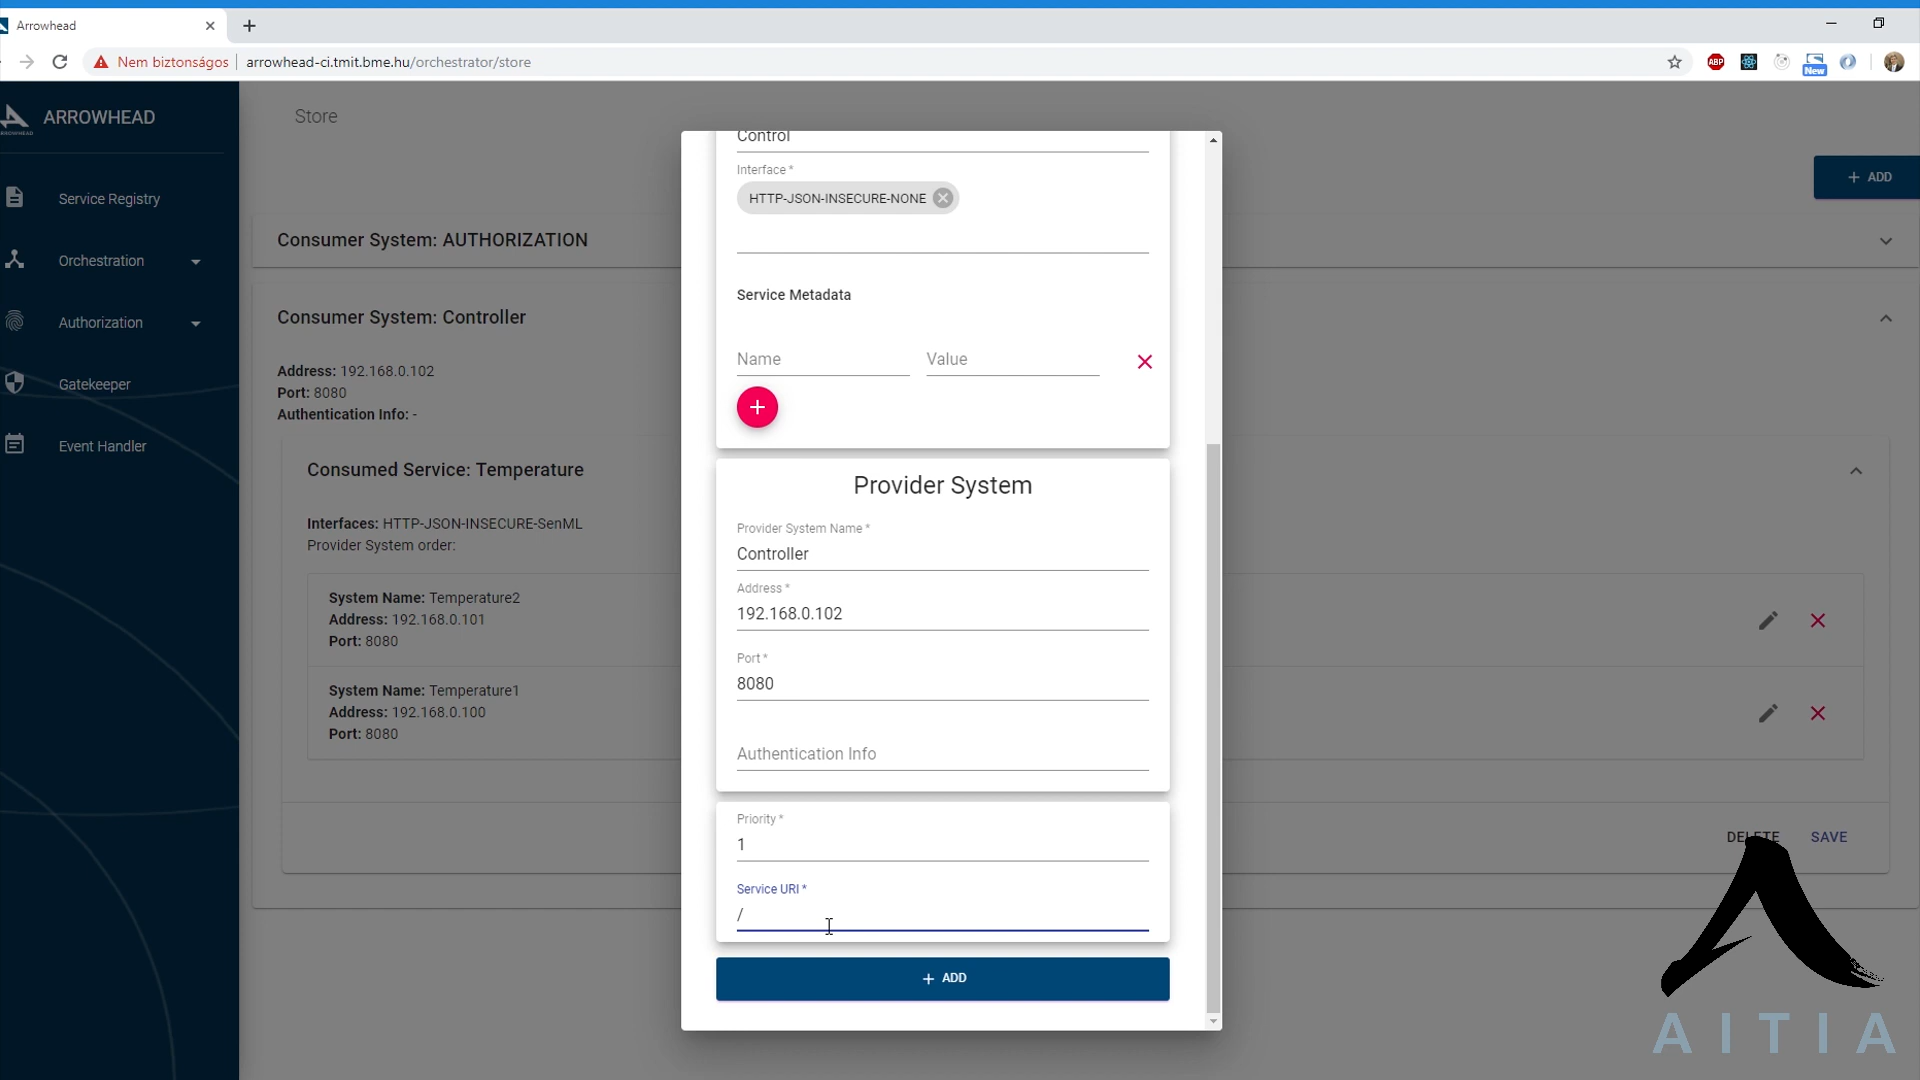 Arrowhead
Nem biztonságos
arrowhead-ci.tmit.bme.hu/orchestrator/store
ABP
New
ARROWHEAD
ARROWHEAD
Service Registry
Orchestration
Authorization
Gatekeeper
Event Handler
Store
+ ADD
Consumer System: AUTHORIZATION
Consumer System: Controller
Address: 192.168.0.102
Port: 8080
Authentication Info: -
Consumed Service: Temperature
Interfaces: HTTP-JSON-INSECURE-SenML
Provider System order:
System Name: Temperature2
Address: 192.168.0.101
Port: 8080
System Name: Temperature1
Address: 192.168.0.100
Port: 8080
DELETE SAVE
Control
Interface *
HTTP-JSON-INSECURE-NONE
Service Metadata
Name Value
Provider System
Provider System Name *
Controller
Address *
192.168.0.102
Port *
8080
Authentication Info
Priority *
1
Service URI *
/
+ ADD
AITIA